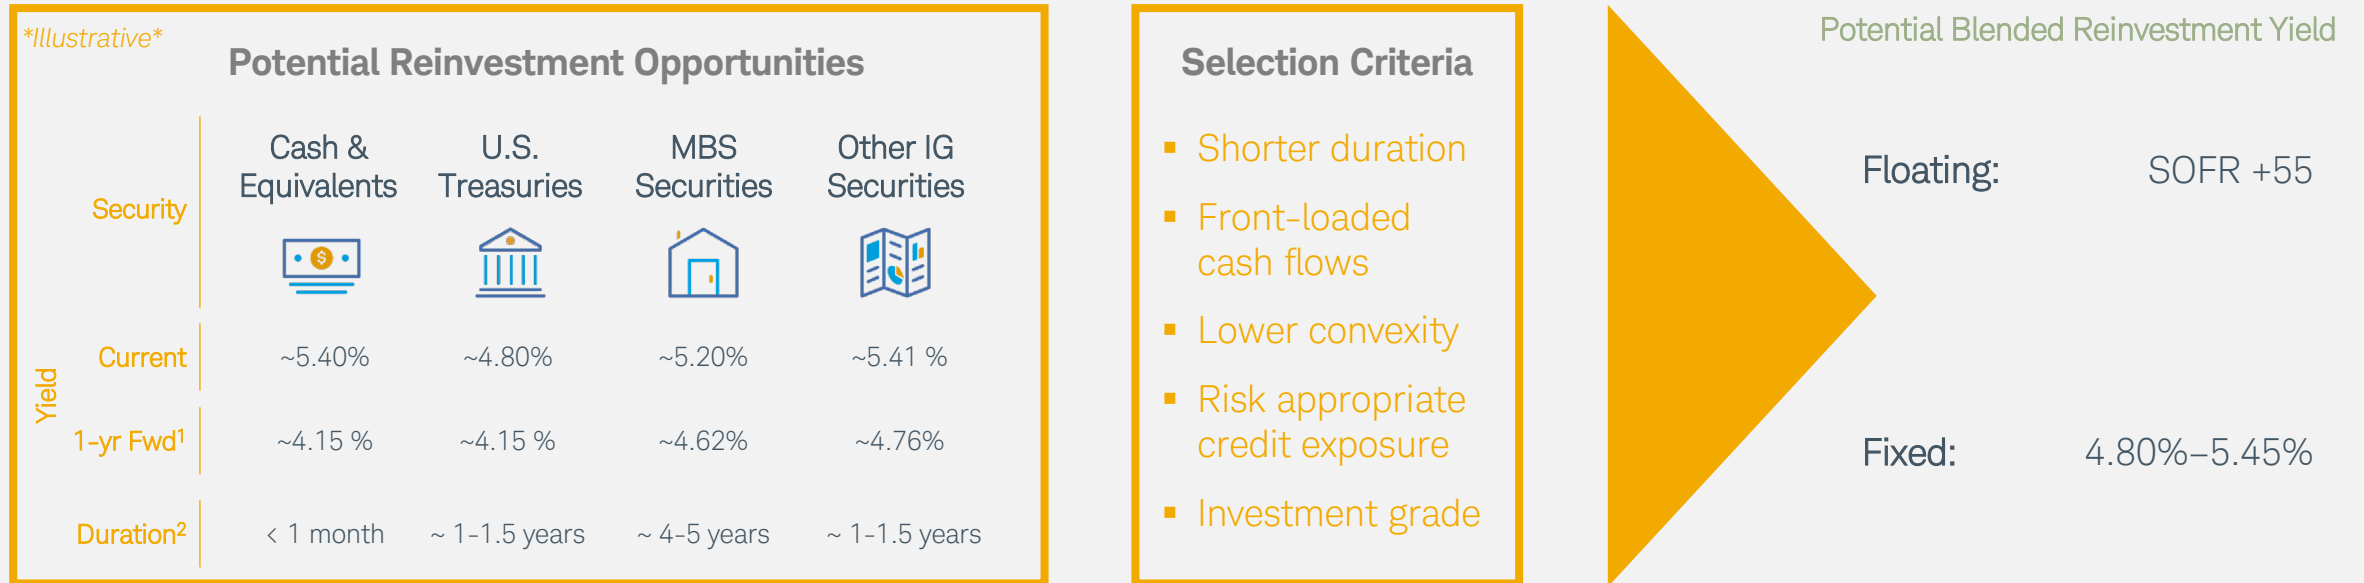 *Illustrative*
Potential Reinvestment Opportunities
Security
Cash &
Equivalents
U.S.
Treasuries
MBS
Securities
Other IG
Securities
$
Yield
Current
~5.40%
~4.80%
~5.20%
~5.41 %
1-yr Fwd¹
~4.15 %
~4.15 %
~4.62%
~4.76%
Duration²
< 1 month
~ 1-1.5 years
~ 4-5 years
~ 1-1.5 years
Selection Criteria
▪ Shorter duration
▪ Front-loaded
cash flows
▪ Lower convexity
▪ Risk appropriate
credit exposure
▪ Investment grade
Potential Blended Reinvestment Yield
Floating: SOFR +55
Fixed: 4.80%–5.45%